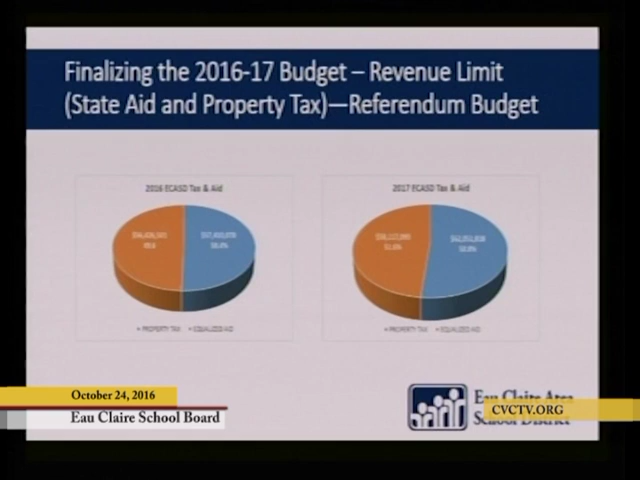 Finalizing the 2016-17 Budget – Revenue Limit
(State Aid and Property Tax)—Referendum Budget
2016 ECASD Tax & Aid
2017 ECASD Tax & Aid
PROPERTY TAX EQUALIZED AID
PROPERTY TAX EQUALIZED AID
October 24, 2016
Eau Claire School Board
Eau Claire Area
School District
CVCTV.ORG